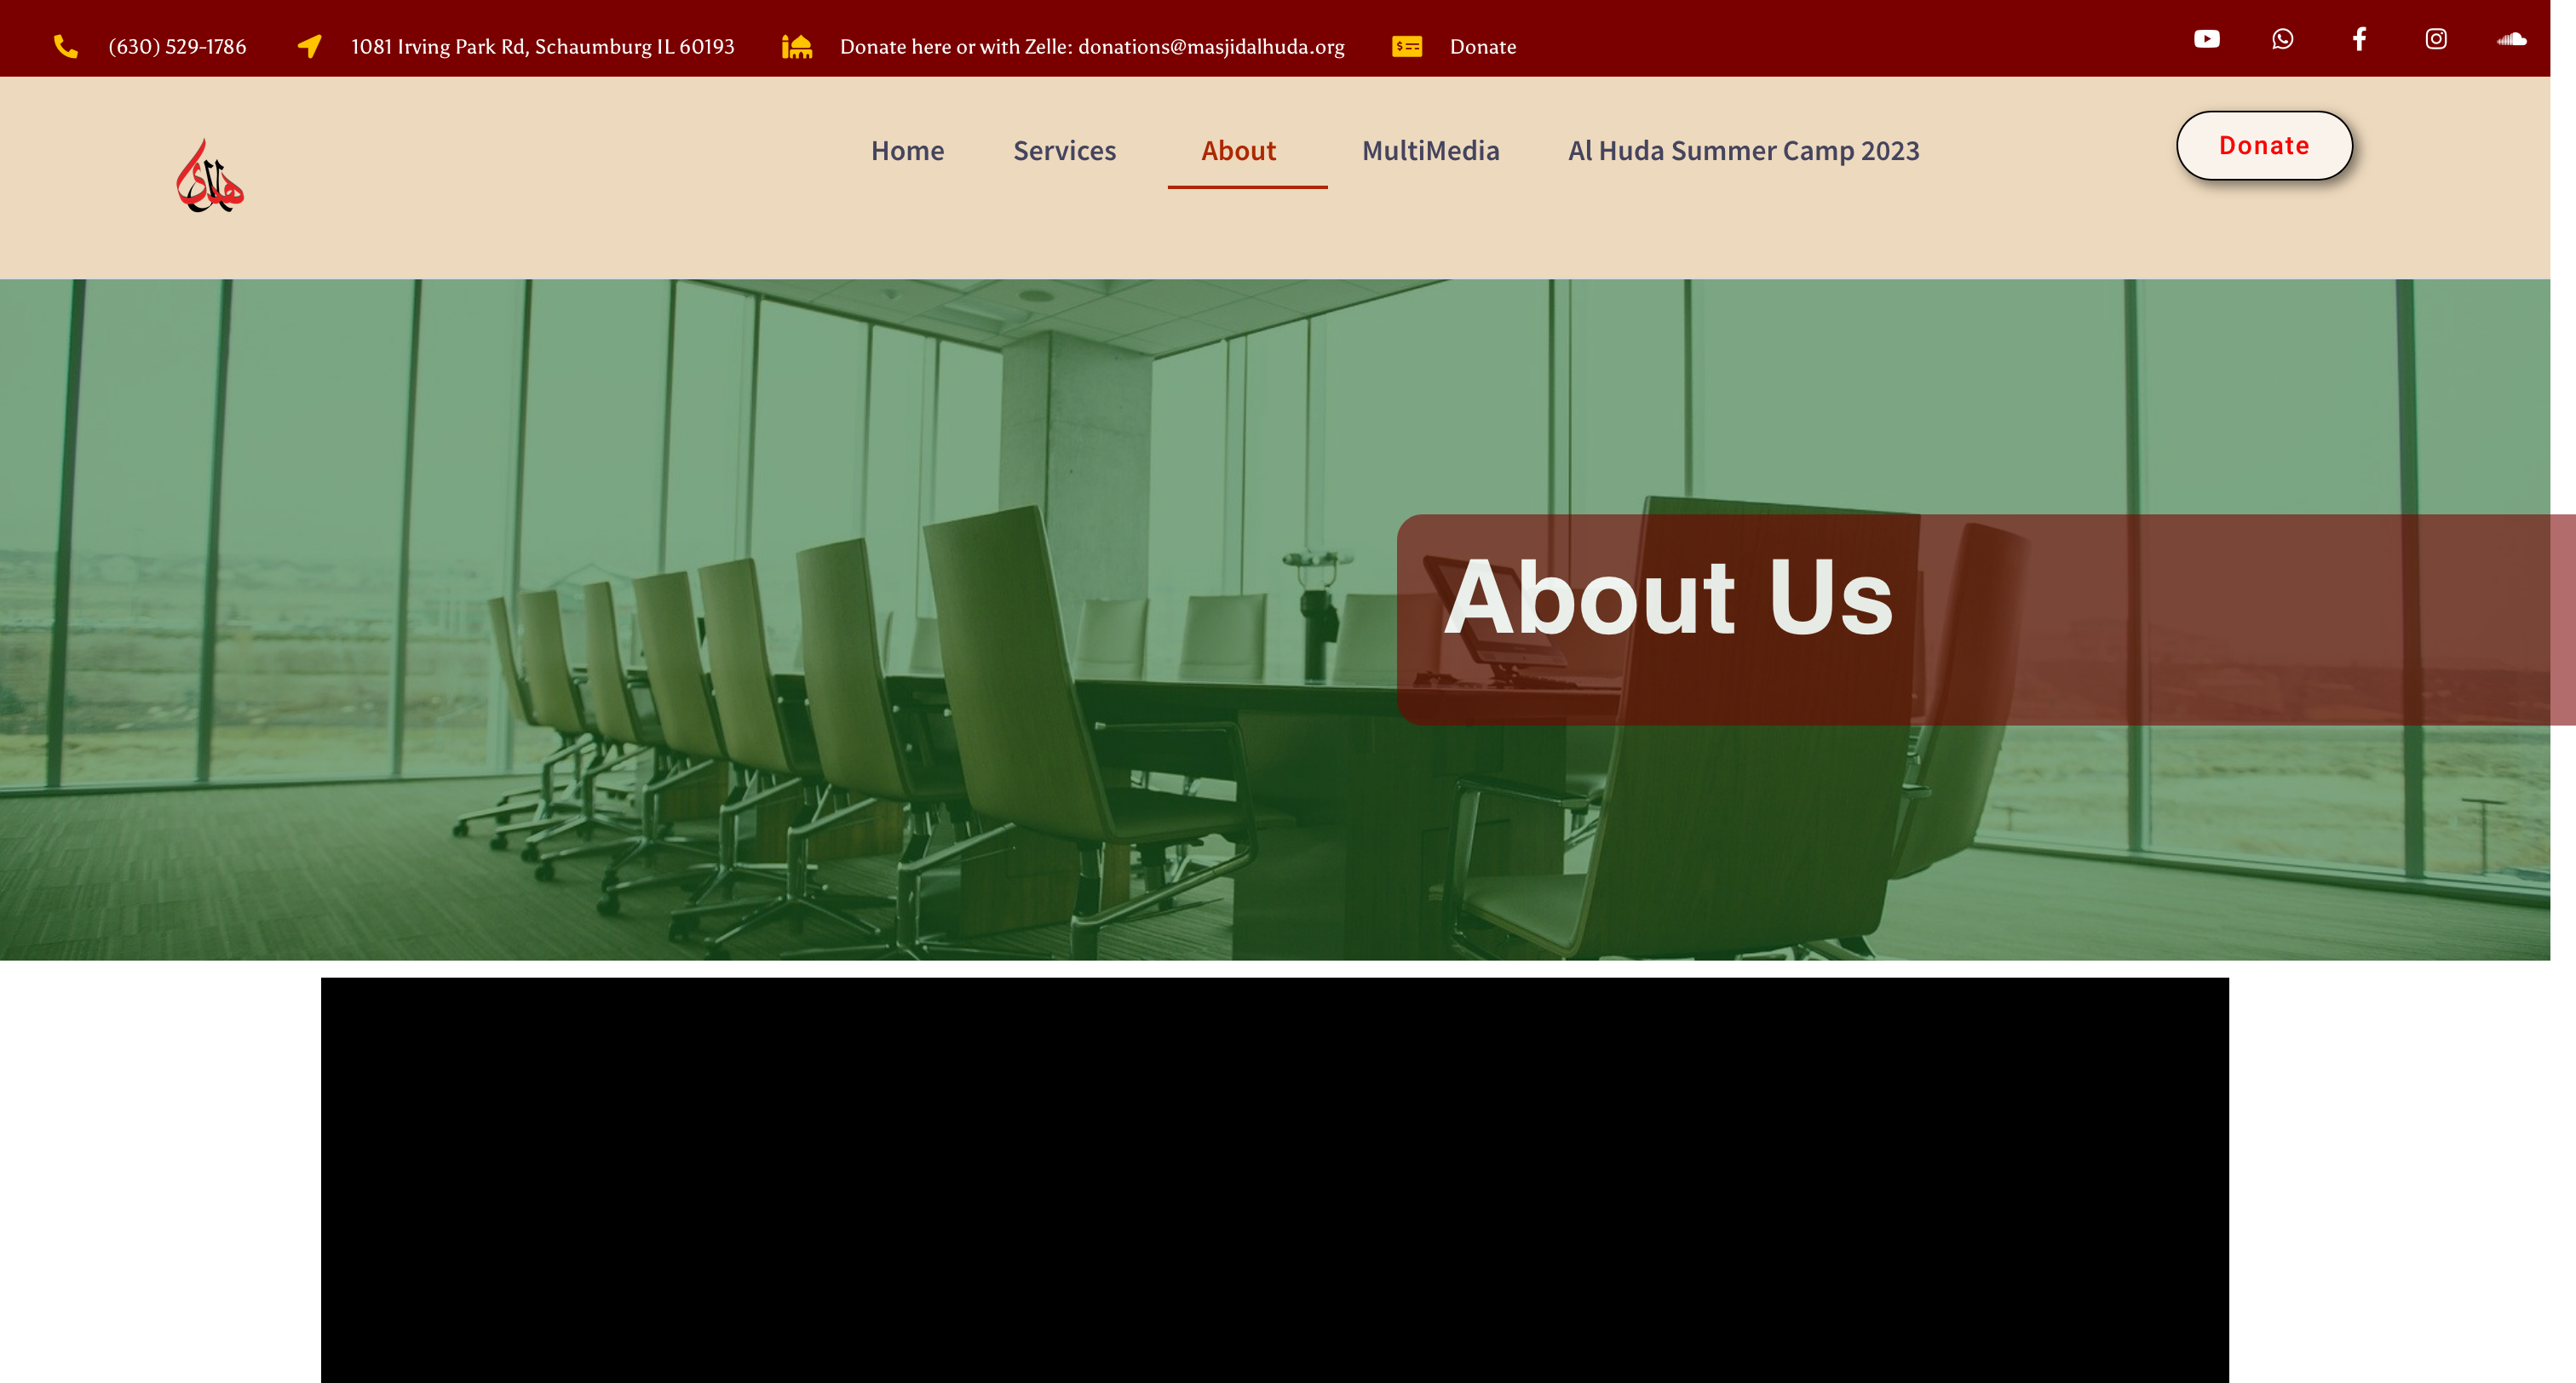 (630) 529-1786
1081 Irving Park Rd, Schaumburg IL 60193
Donate here or with Zelle: donations@masjidalhuda.org
Donate
الهدى
Home
Services
About
MultiMedia
Al Huda Summer Camp 2023
Donate
About Us